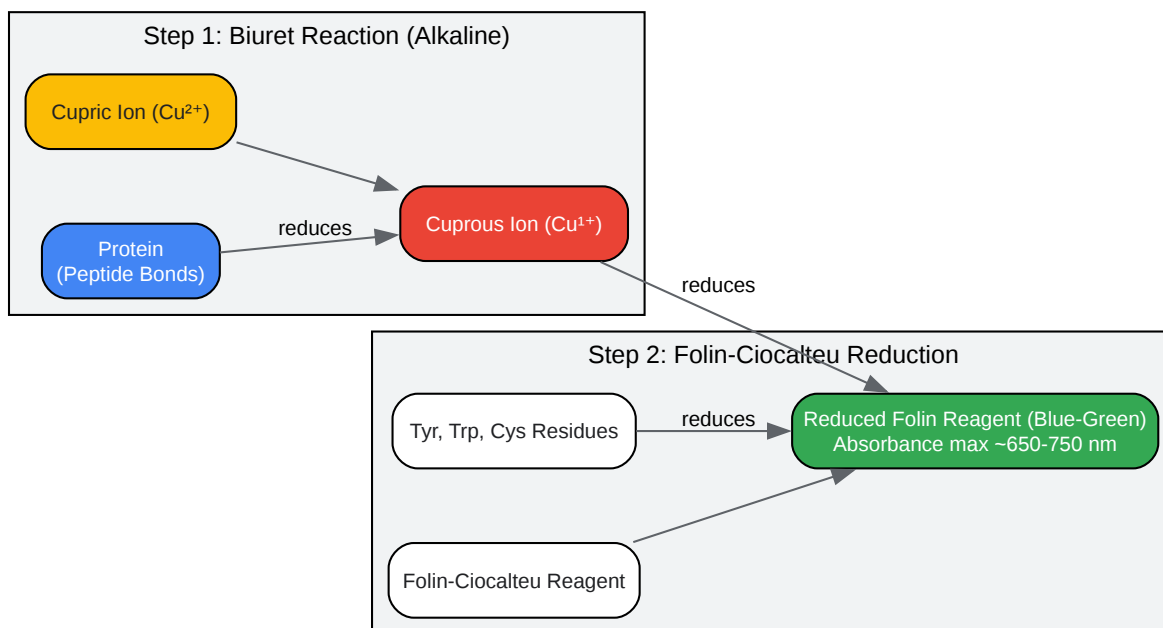 Step 1: Biuret Reaction (Alkaline)
Cupric Ion (Cu²⁺)
Protein
(Peptide Bonds)
reduces
Cuprous Ion (Cu¹⁺)
reduces
Step 2: Folin-Ciocalteu Reduction
Tyr, Trp, Cys Residues
reduces
Reduced Folin Reagent (Blue-Green)
Absorbance max ~650-750 nm
Folin-Ciocalteu Reagent